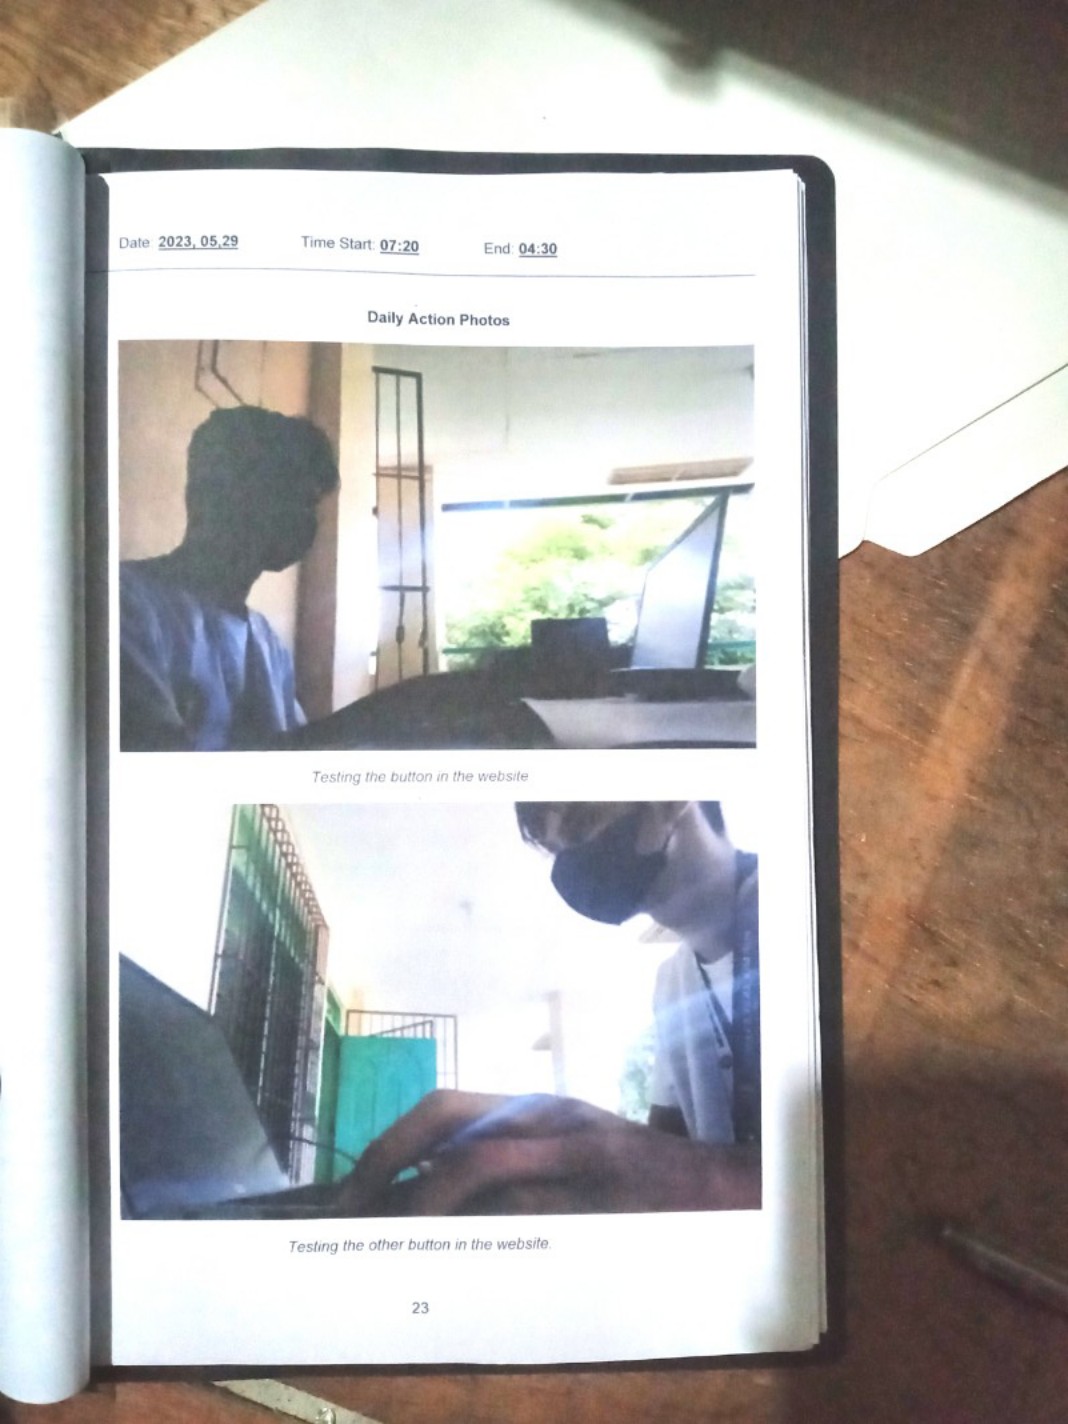 Date: 2023, 05,29 Time Start: 07:20 End: 04:30
Daily Action Photos
Testing the button in the website
Testing the other button in the website.
23